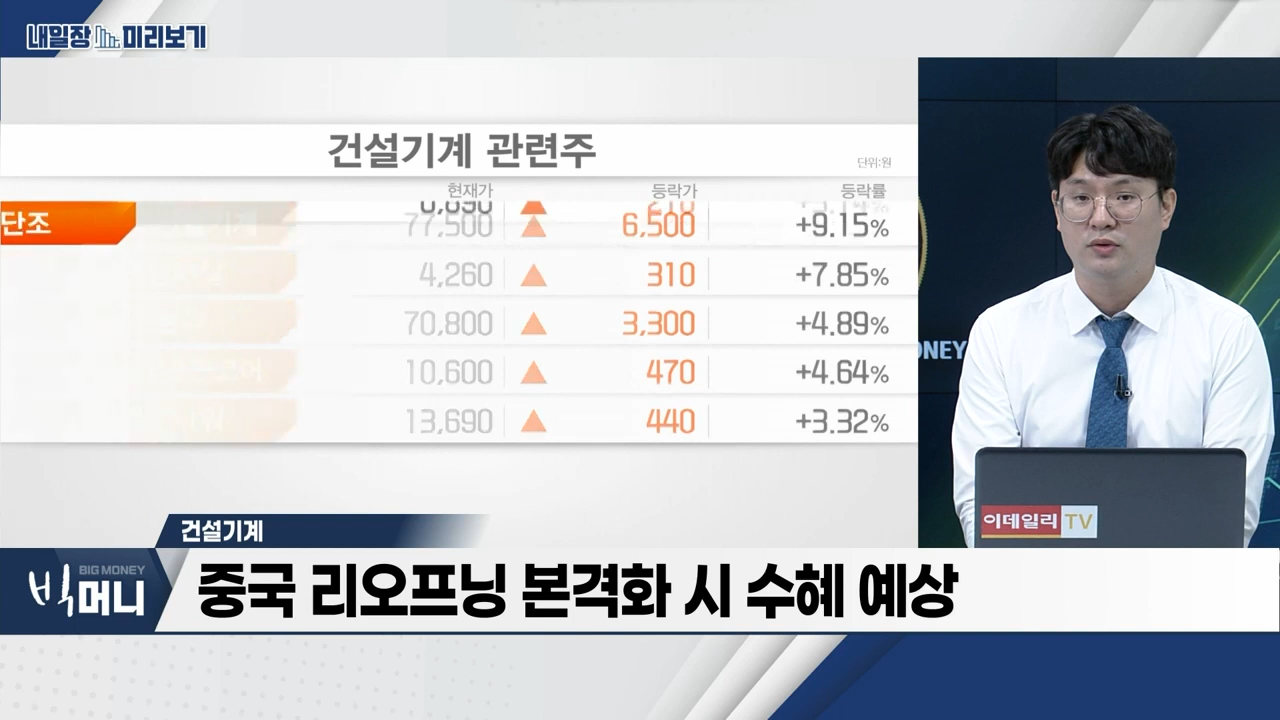 내일장 미리보기
건설기계 관련주
단위:원
현재가 등락가 등락률
단조
77,500 ▲ 6,500 +9.15%
4,260 ▲ 310 +7.85%
70,800 ▲ 3,300 +4.89%
10,600 ▲ 470 +4.64%
13,690 ▲ 440 +3.32%
ONEY
이데일리 TV
건설기계
BIG MONEY
빅머니
중국 리오프닝 본격화 시 수혜 예상